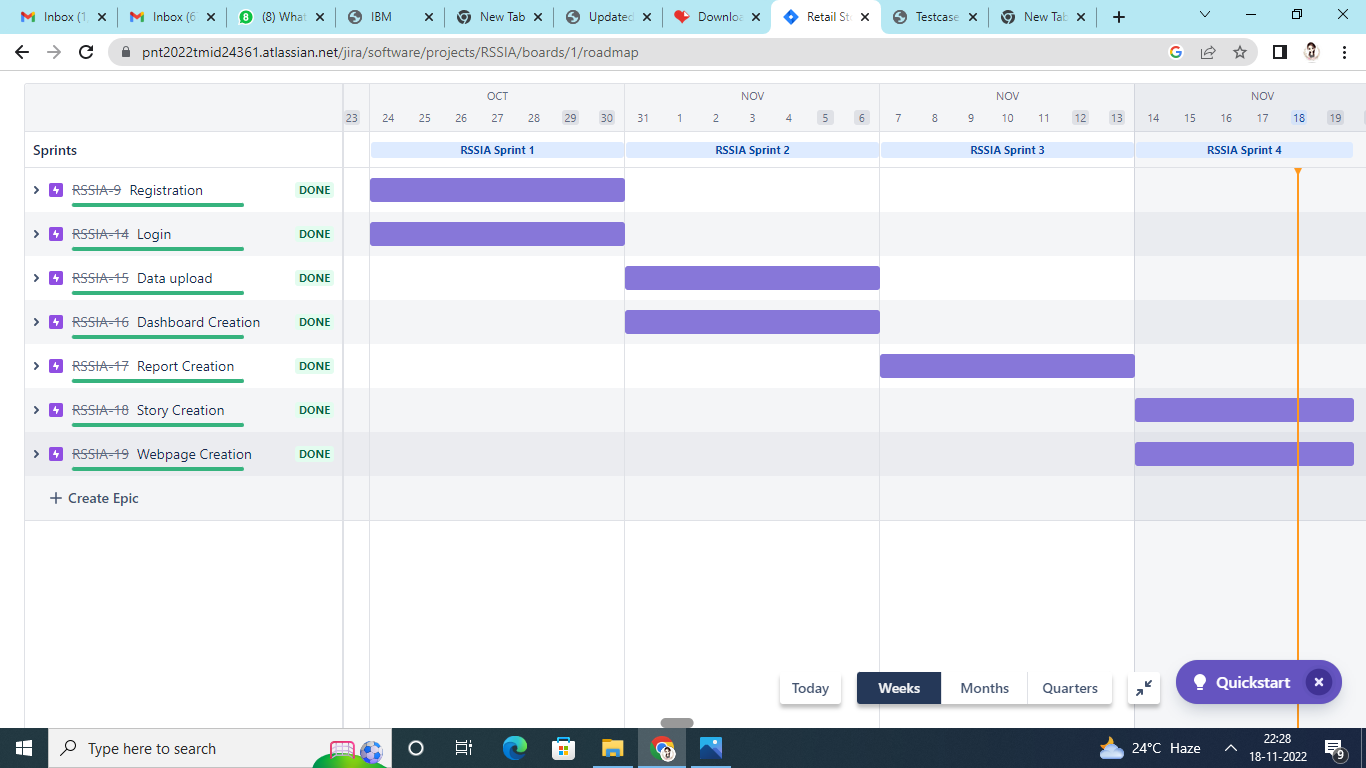 Inbox (1 Inbox (6 8 (8) What IBM New Tab Updated Downlo Retail St Testcase New Tab
pnt2022tmid24361.atlassian.net/jira/software/projects/RSSIA/boards/1/roadmap
OCT NOV NOV NOV
23 24 25 26 27 28 29 30 31 1 2 3 4 5 6 7 8 9 10 11 12 13 14 15 16 17 18 19
Sprints RSSIA Sprint 1 RSSIA Sprint 2 RSSIA Sprint 3 RSSIA Sprint 4
RSSIA-9 Registration DONE
RSSIA-14 Login DONE
RSSIA-15 Data upload DONE
RSSIA-16 Dashboard Creation DONE
RSSIA-17 Report Creation DONE
RSSIA-18 Story Creation DONE
RSSIA-19 Webpage Creation DONE
+ Create Epic
Today Weeks Months Quarters Quickstart
Type here to search 24°C Haze 22:28
18-11-2022 9